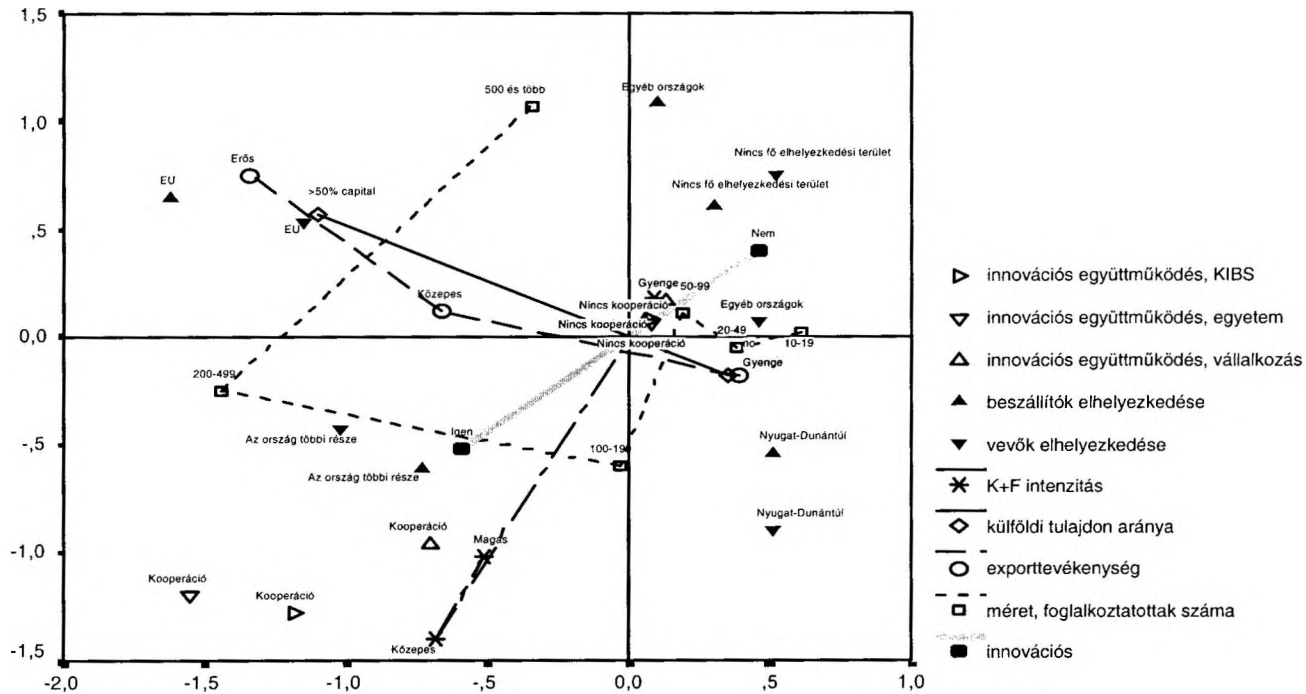 1,5
1,0
,5
0,0
-,5
-1,0
-1,5
-2,0
-1,5
-1,0
-,5
0,0
,5
1,0
500 és több
Egyéb országok
Erős
Nincs fő elhelyezkedési terület
EU
>50% capital
Nincs fő elhelyezkedési terület
EU
Nem
Közepes
Gyenge
50-99
Nincs kooperáció
Egyéb országok
Nincs kooperáció
20-49
Nincs kooperáció
no
10-19
Gyenge
200-499
Az ország többi része
Igen
100-199
Nyugat-Dunántúl
Az ország többi része
Kooperáció
Magas
Nyugat-Dunántúl
Kooperáció
Kooperáció
Közepes
innovációs együttműködés, KIBS
innovációs együttműködés, egyetem
innovációs együttműködés, vállalkozás
beszállítók elhelyezkedése
vevők elhelyezkedése
K+F intenzitás
külföldi tulajdon aránya
exporttevékenység
méret, foglalkoztatottak száma
innovációs